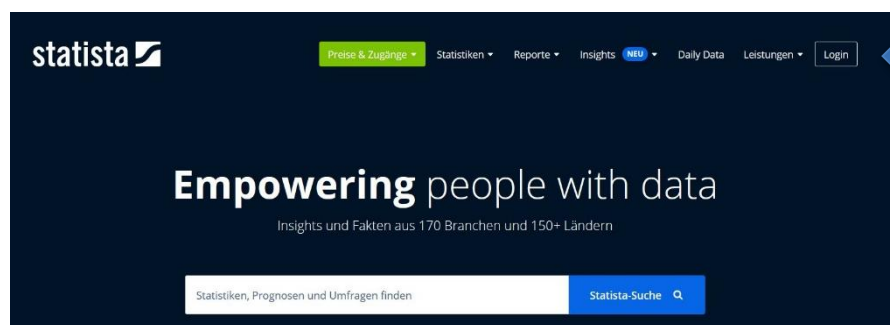 statista
Preise & Zugänge Statistiken Reporte Insights NEU Daily Data Leistungen Login
Empowering people with data
Insights und Fakten aus 170 Branchen und 150+ Ländern
Statistiken, Prognosen und Umfragen finden Statista-Suche